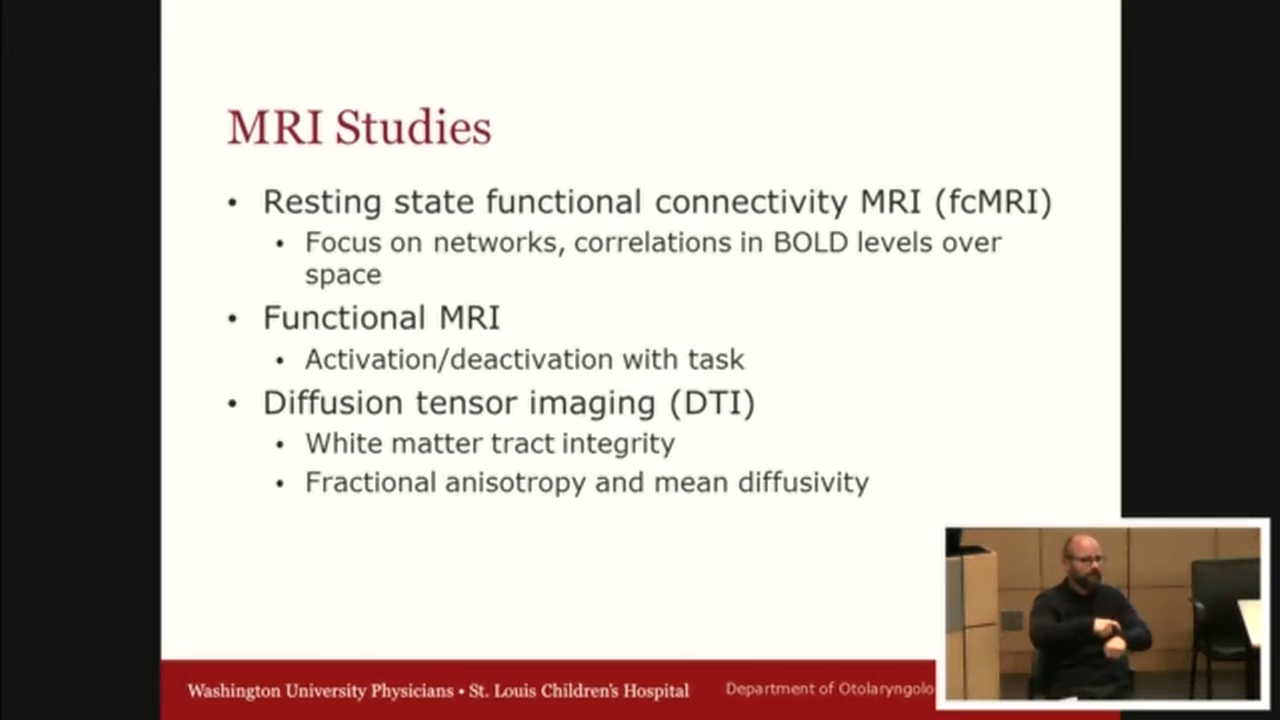 MRI Studies
• Resting state functional connectivity MRI (fcMRI)
• Focus on networks, correlations in BOLD levels over
space
• Functional MRI
• Activation/deactivation with task
• Diffusion tensor imaging (DTI)
• White matter tract integrity
• Fractional anisotropy and mean diffusivity
Washington University Physicians • St. Louis Children's Hospital
Department of